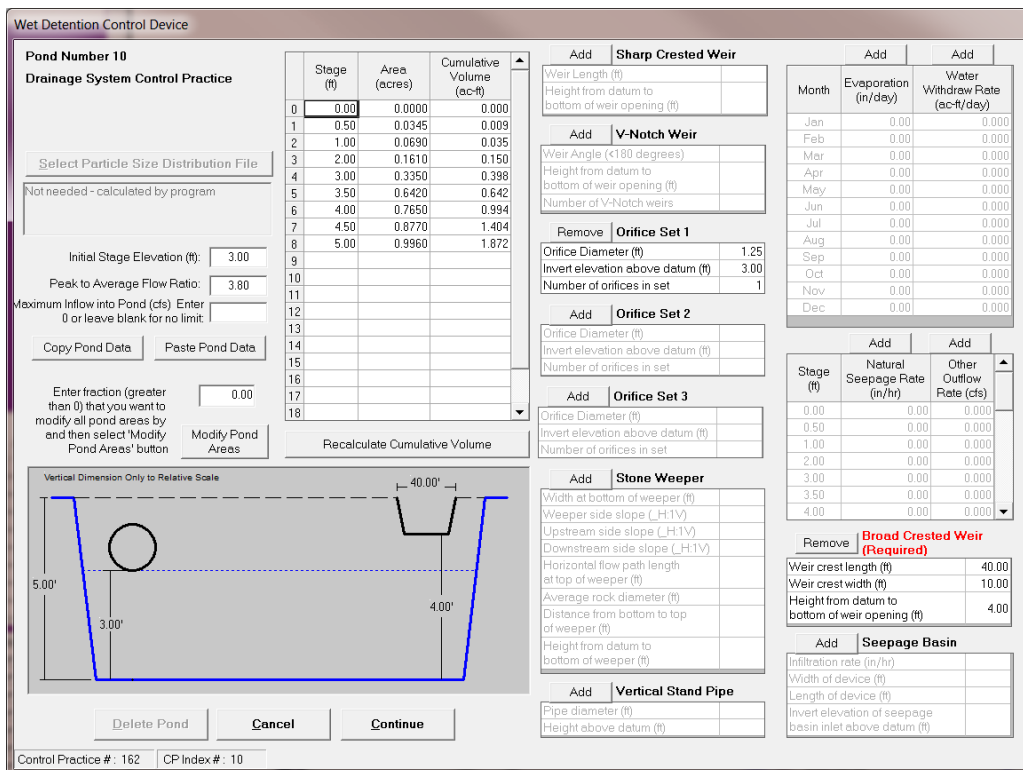 Wet Detention Control Device
Pond Number 10
Drainage System Control Practice
Select Particle Size Distribution File
Not needed - calculated by program
Initial Stage Elevation (ft): 3.00
Peak to Average Flow Ratio: 3.80
Maximum Inflow into Pond (cfs) Enter
0 or leave blank for no limit:
Copy Pond Data Paste Pond Data
Enter fraction (greater
than 0) that you want to
modify all pond areas by
and then select 'Modify
Pond Areas' button
0.00
Modify Pond
Areas
Stage
(ft)
Area
(acres)
Cumulative
Volume
(ac-ft)
0 0.00 0.0000 0.000
1 0.50 0.0345 0.009
2 1.00 0.0690 0.035
3 2.00 0.1610 0.150
4 3.00 0.3350 0.398
5 3.50 0.6420 0.642
6 4.00 0.7650 0.994
7 4.50 0.8770 1.404
8 5.00 0.9960 1.872
9
10
11
12
13
14
15
16
17
18
Recalculate Cumulative Volume
Vertical Dimension Only to Relative Scale
40.00'
5.00'
3.00'
4.00'
Delete Pond Cancel Continue
Control Practice # : 162 CP Index # : 10
Add Sharp Crested Weir
Weir Length (ft)
Height from datum to
bottom of weir opening (ft)
Add V-Notch Weir
Weir Angle (<180 degrees)
Height from datum to
bottom of weir opening (ft)
Number of V-Notch weirs
Remove Orifice Set 1
Orifice Diameter (ft) 1.25
Invert elevation above datum (ft) 3.00
Number of orifices in set 1
Add Orifice Set 2
Orifice Diameter (ft)
Invert elevation above datum (ft)
Number of orifices in set
Add Orifice Set 3
Orifice Diameter (ft)
Invert elevation above datum (ft)
Number of orifices in set
Add Stone Weeper
Width at bottom of weeper (ft)
Weeper side slope (_H:1V)
Upstream side slope (_H:1V)
Downstream side slope (_H:1V)
Horizontal flow path length
at top of weeper (ft)
Average rock diameter (ft)
Distance from bottom to top
of weeper (ft)
Height from datum to
bottom of weeper (ft)
Add Vertical Stand Pipe
Pipe diameter (ft)
Height above datum (ft)
Add Add
Month
Evaporation
(in/day)
Water
Withdraw Rate
(ac-ft/day)
Jan 0.00 0.000
Feb 0.00 0.000
Mar 0.00 0.000
Apr 0.00 0.000
May 0.00 0.000
Jun 0.00 0.000
Jul 0.00 0.000
Aug 0.00 0.000
Sep 0.00 0.000
Oct 0.00 0.000
Nov 0.00 0.000
Dec 0.00 0.000
Add Add
Stage
(ft)
Natural
Seepage Rate
(in/hr)
Other
Outflow
Rate (cfs)
0.00 0.00 0.000
0.50 0.00 0.000
1.00 0.00 0.000
2.00 0.00 0.000
3.00 0.00 0.000
3.50 0.00 0.000
4.00 0.00 0.000
Remove Broad Crested Weir
(Required)
Weir crest length (ft) 40.00
Weir crest width (ft) 10.00
Height from datum to
bottom of weir opening (ft) 4.00
Add Seepage Basin
Infiltration rate (in/hr)
Width of device (ft)
Length of device (ft)
Invert elevation of seepage
basin inlet above datum (ft)